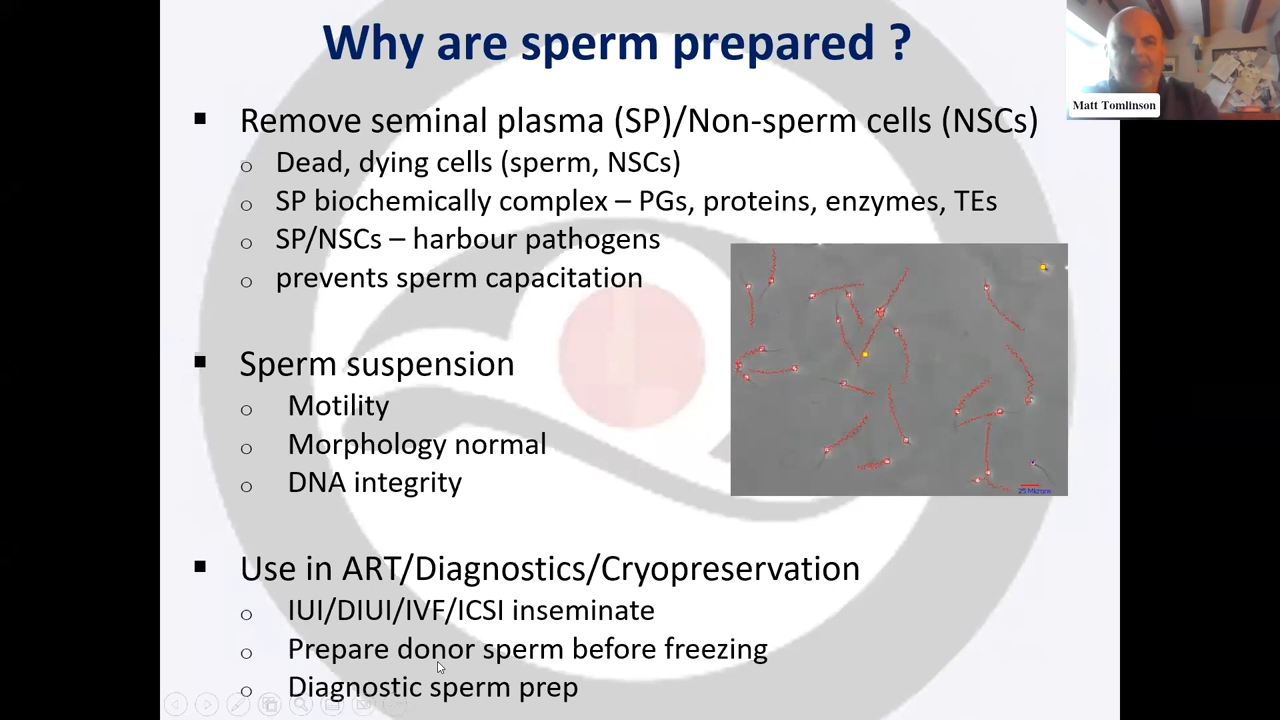 Why are sperm prepared ?
Matt Tomlinson
Remove seminal plasma (SP)/Non-sperm cells (NSCs)
Dead, dying cells (sperm, NSCs)
SP biochemically complex – PGs, proteins, enzymes, TEs
SP/NSCs – harbour pathogens
prevents sperm capacitation
Sperm suspension
Motility
Morphology normal
DNA integrity
25 Microns
Use in ART/Diagnostics/Cryopreservation
IUI/DIUI/IVF/ICSI inseminate
Prepare donor sperm before freezing
Diagnostic sperm prep